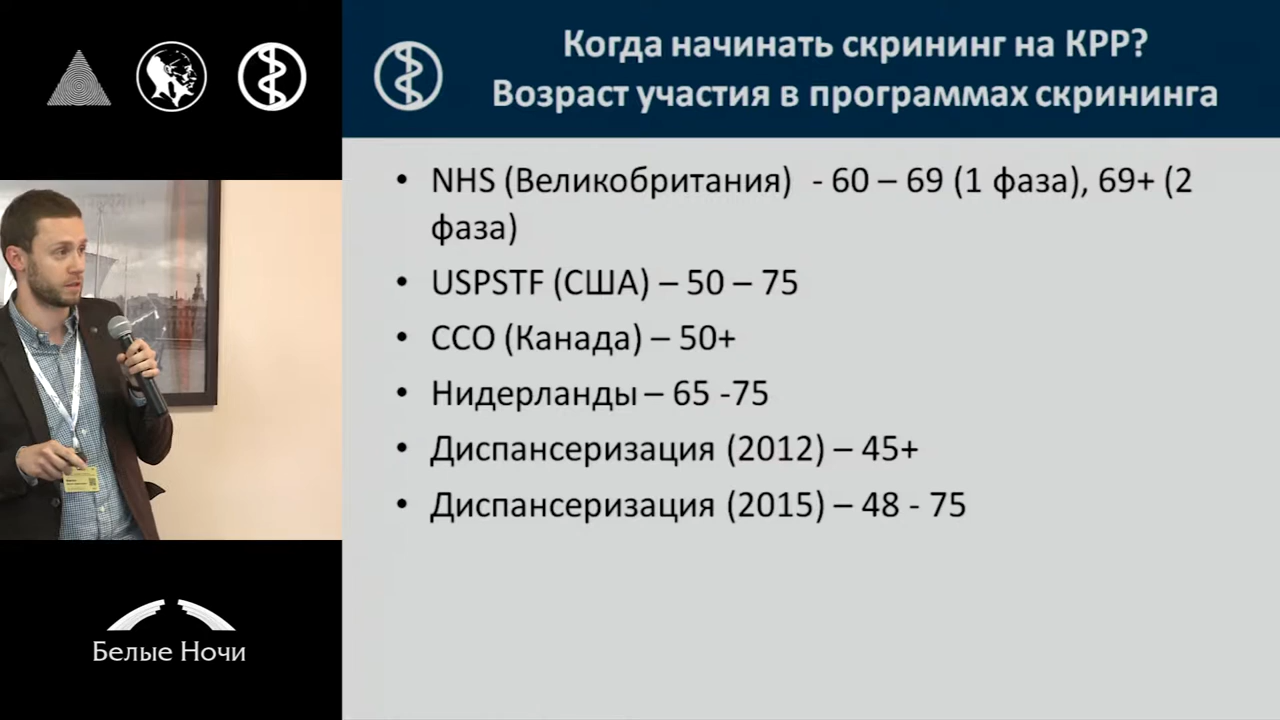 Когда начинать скрининг на КРР?
Возраст участия в программах скрининга
• NHS (Великобритания) - 60 – 69 (1 фаза), 69+ (2
фаза)
• USPSTF (США) – 50 – 75
• CCO (Канада) – 50+
• Нидерланды – 65 -75
• Диспансеризация (2012) – 45+
• Диспансеризация (2015) – 48 - 75
Белые Ночи